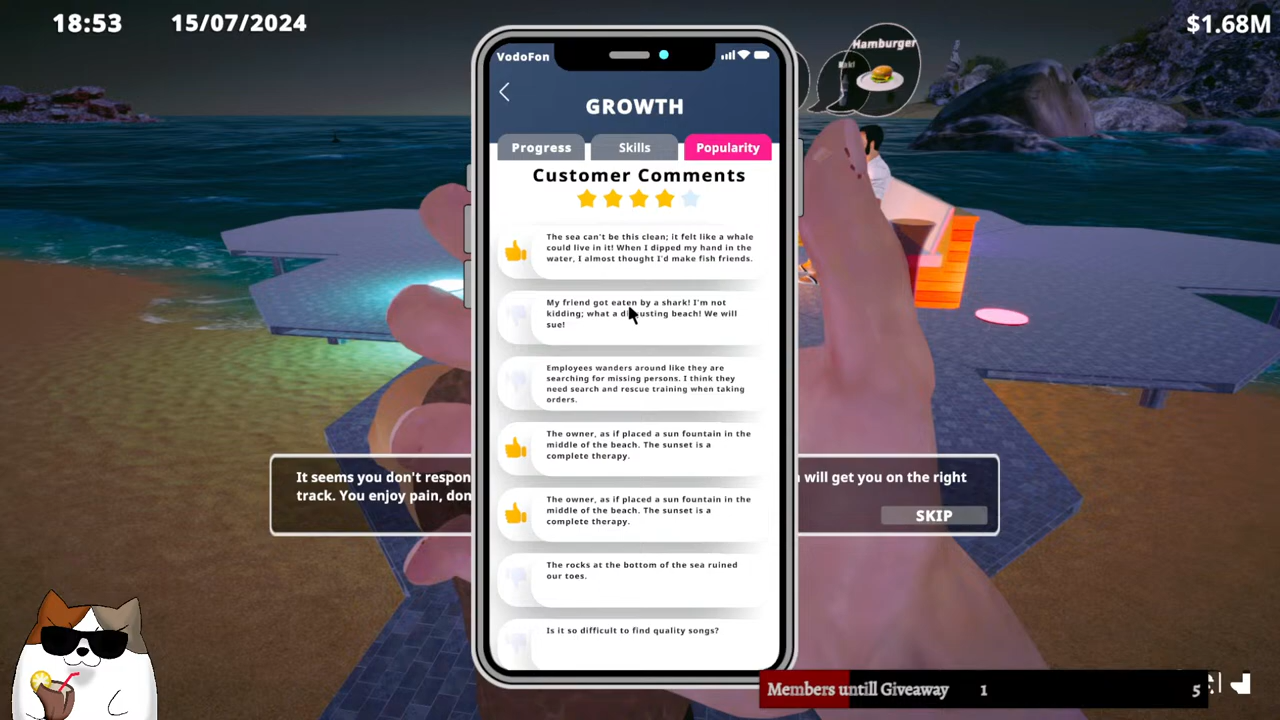 18:53
15/07/2024
$1.68M
Hamburger
VodoFon
GROWTH
Progress
Skills
Popularity
Customer Comments
The sea can't be this clean; it felt like a whale
could live in it! When I dipped my hand in the
water, I almost thought I'd make fish friends.
My friend got eaten by a shark! I'm not
kidding; what a disgusting beach! We will
sue!
Employees wanders around like they are
searching for missing persons. I think they
need search and rescue training when taking
orders.
The owner, as if placed a sun fountain in the
middle of the beach. The sunset is a
complete therapy.
The owner, as if placed a sun fountain in the
middle of the beach. The sunset is a
complete therapy.
The rocks at the bottom of the sea ruined
our toes.
Is it so difficult to find quality songs?
It seems you don't respon will get you on the right
track. You enjoy pain, don
SKIP
Members untill Giveaway 1 5